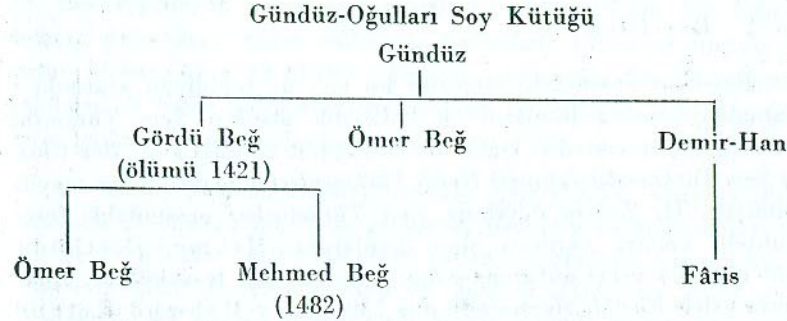 Gündüz-Oğulları Soy Kütüğü
Gündüz
Gördü Beğ Ömer Beğ Demir-Han
(ölümü 1421)
Ömer Beğ Mehmed Beğ Fâris
(1482)